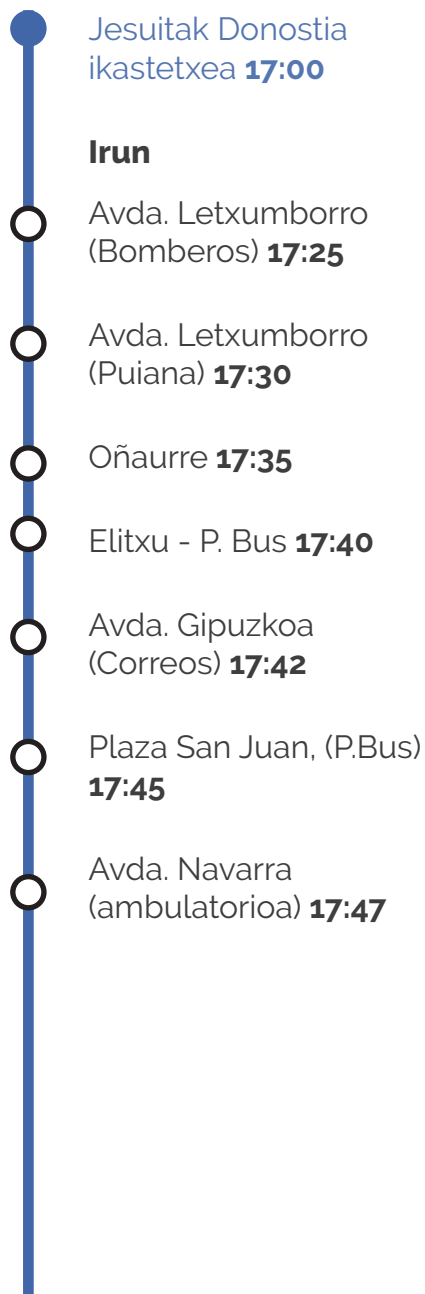 Jesuitak Donostia
ikastetxea 17:00
Irun
Avda. Letxumborro
(Bomberos) 17:25
Avda. Letxumborro
(Puiana) 17:30
Oñaurre 17:35
Elitxu - P. Bus 17:40
Avda. Gipuzkoa
(Correos) 17:42
Plaza San Juan, (P.Bus)
17:45
Avda. Navarra
(ambulatorioa) 17:47